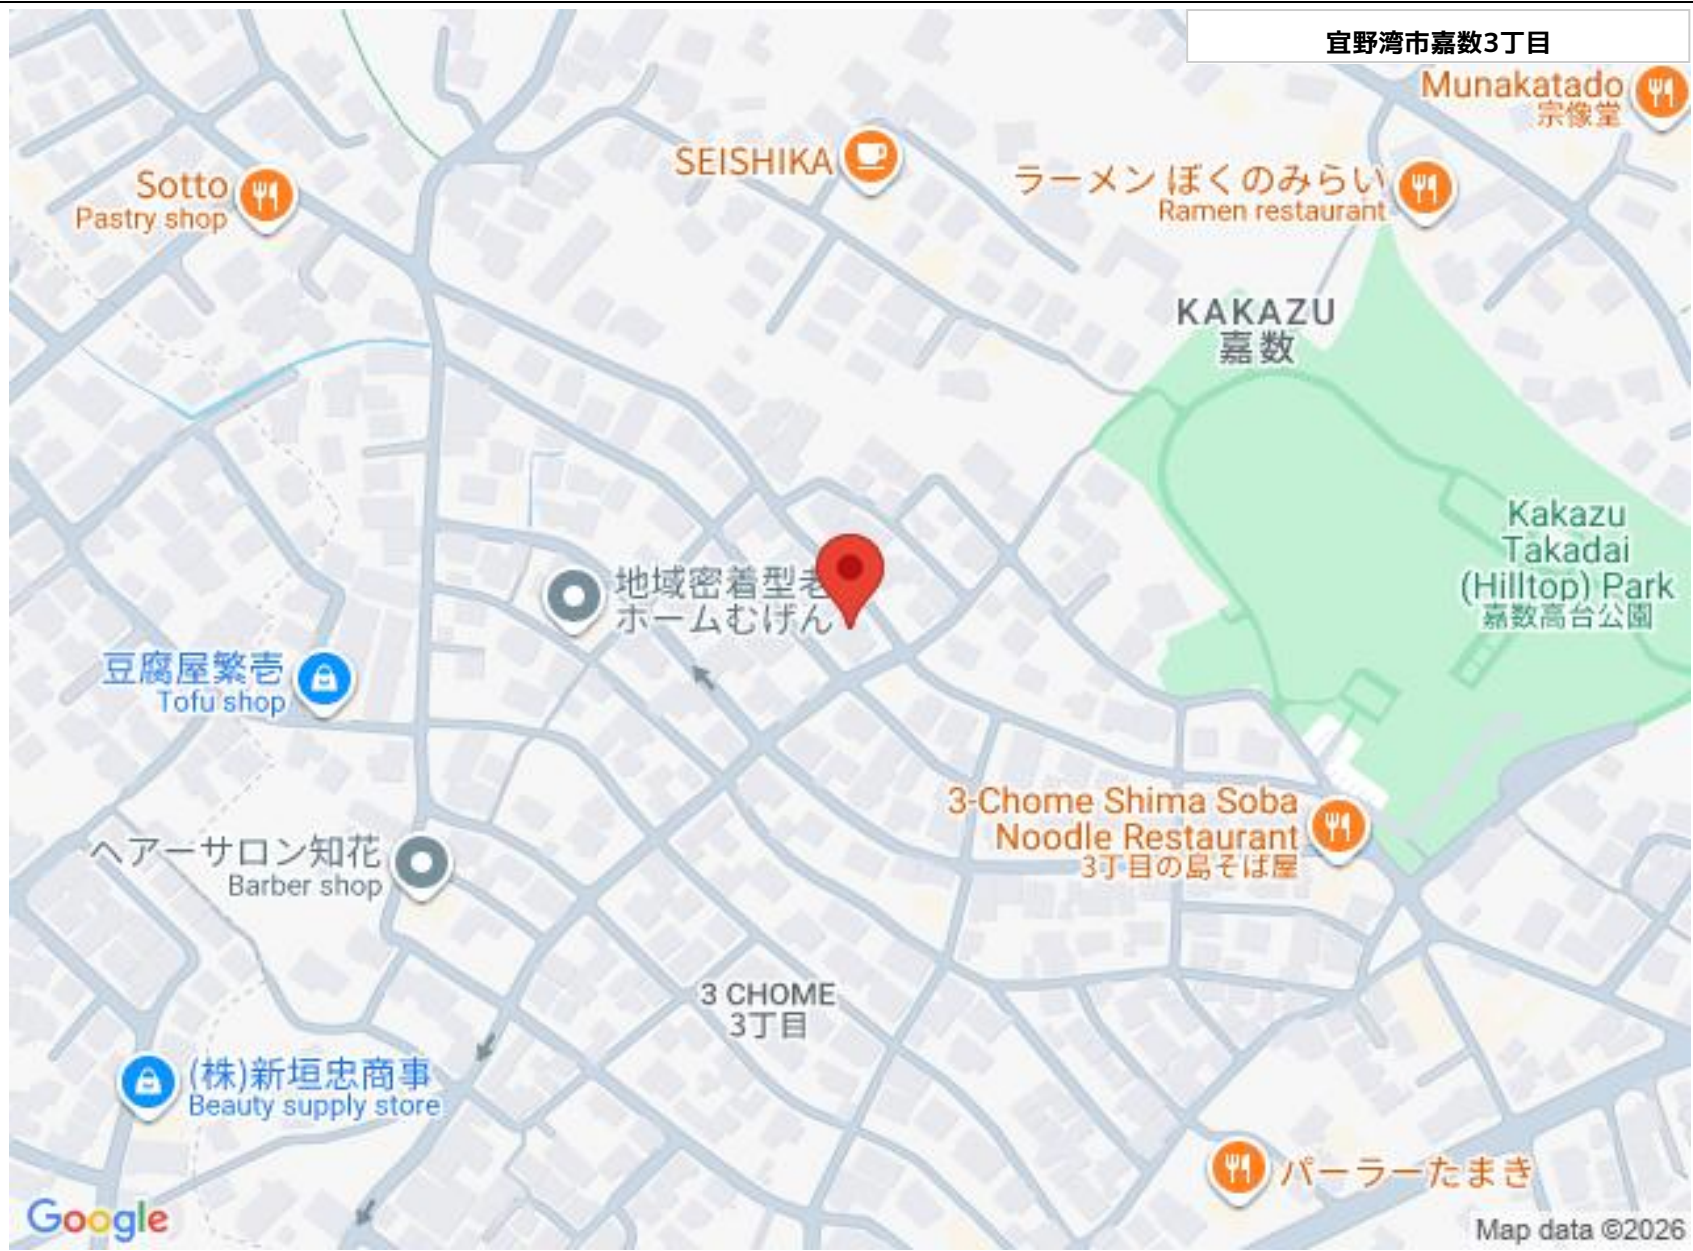 宜野湾市嘉数3丁目
Munakatado
宗像堂
SEISHIKA
ラーメン ぼくのみらい
Ramen restaurant
Sotto
Pastry shop
KAKAZU
嘉数
Kakazu
Takadai
(Hilltop) Park
嘉数高台公園
地域密着型老
ホームむげん
豆腐屋繁壱
Tofu shop
3-Chome Shima Soba
Noodle Restaurant
3丁目の島そば屋
ヘアーサロン知花
Barber shop
3 CHOME
3丁目
(株)新垣忠商事
Beauty supply store
パーラーたまき
Google
Map data ©2026